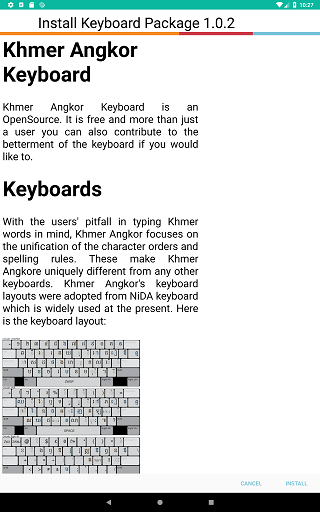 10:27
Install Keyboard Package 1.0.2
Khmer Angkor
Keyboard
Khmer Angkor Keyboard is an
OpenSource. It is free and more than just
a user you can also contribute to the
betterment of the keyboard if you would
like to.
Keyboards
With the users' pitfall in typing Khmer
words in mind, Khmer Angkor focuses on
the unification of the character orders and
spelling rules. These make Khmer
Angkore uniquely different from any other
keyboards. Khmer Angkor's keyboard
layouts were adopted from NiDA keyboard
which is widely used at the present. Here
is the keyboard layout:
SPACE
CANCEL INSTALL